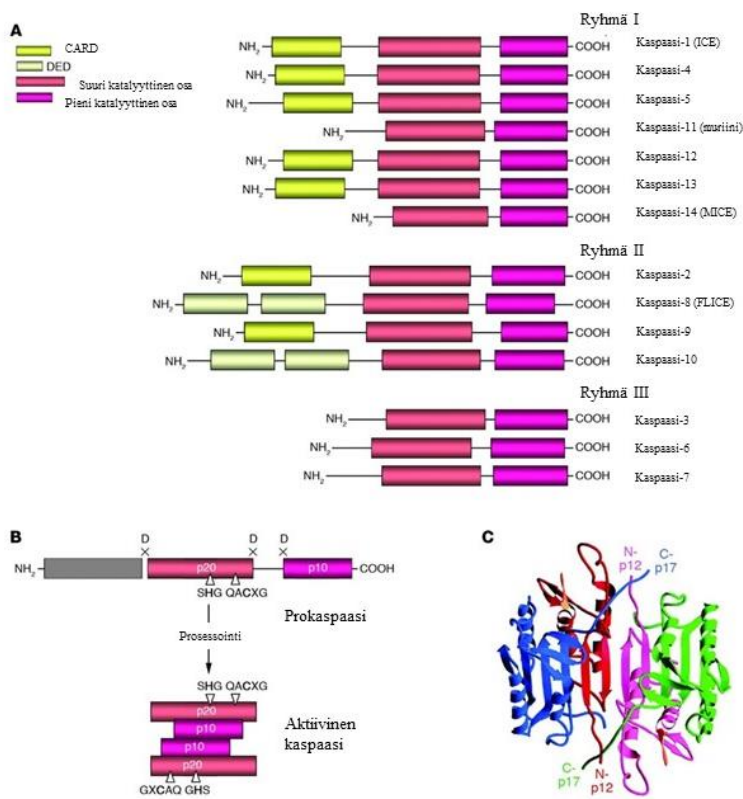 A
CARD
DED
Suuri katalyyttinen osa
Pieni katalyyttinen osa
Ryhmä I
NH2 COOH Kaspaasi-1 (ICE)
NH2 COOH Kaspaasi-4
NH2 COOH Kaspaasi-5
NH2 COOH Kaspaasi-11 (muriini)
NH2 COOH Kaspaasi-12
NH2 COOH Kaspaasi-13
NH2 COOH Kaspaasi-14 (MICE)
Ryhmä II
NH2 COOH Kaspaasi-2
NH2 COOH Kaspaasi-8 (FLICE)
NH2 COOH Kaspaasi-9
NH2 COOH Kaspaasi-10
Ryhmä III
NH2 COOH Kaspaasi-3
NH2 COOH Kaspaasi-6
NH2 COOH Kaspaasi-7
B
D D D
× × ×
NH2 p20 p10 COOH
SHG QACXG
Prokaspaasi
Prosessointi
SHG QACXG
p20
p10
p10
p20
GXCAQ GHS
Aktiivinen
kaspaasi
C
N-
p12
C-
p17
C-
p17
N-
p12